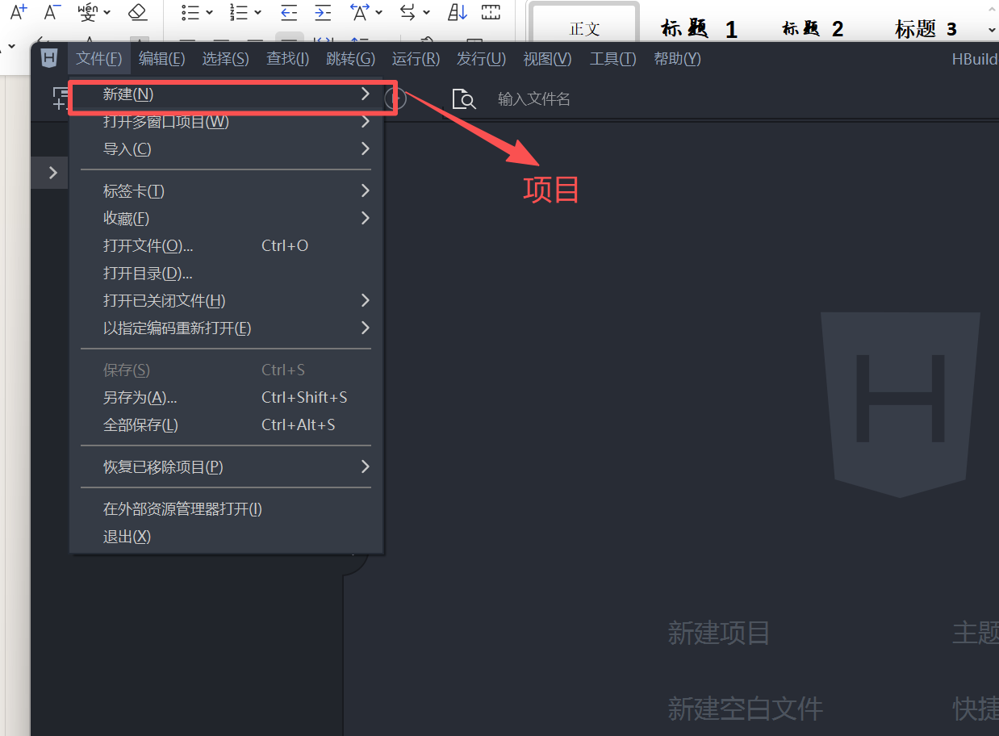 A+ A- wén 变
正文 标题 1 标题 2 标题 3
文件(F) 编辑(E) 选择(S) 查找(I) 跳转(G) 运行(R) 发行(U) 视图(V) 工具(T) 帮助(Y) HBuild
新建(N)
输入文件名
打开多窗口项目(W)
导入(C)
项目
标签卡(T)
收藏(F)
打开文件(O)... Ctrl+O
打开目录(D)...
打开已关闭文件(H)
以指定编码重新打开(E)
保存(S) Ctrl+S
另存为(A)... Ctrl+Shift+S
全部保存(L) Ctrl+Alt+S
恢复已移除项目(P)
在外部资源管理器打开(I)
退出(X)
新建项目 主题
新建空白文件 快捷